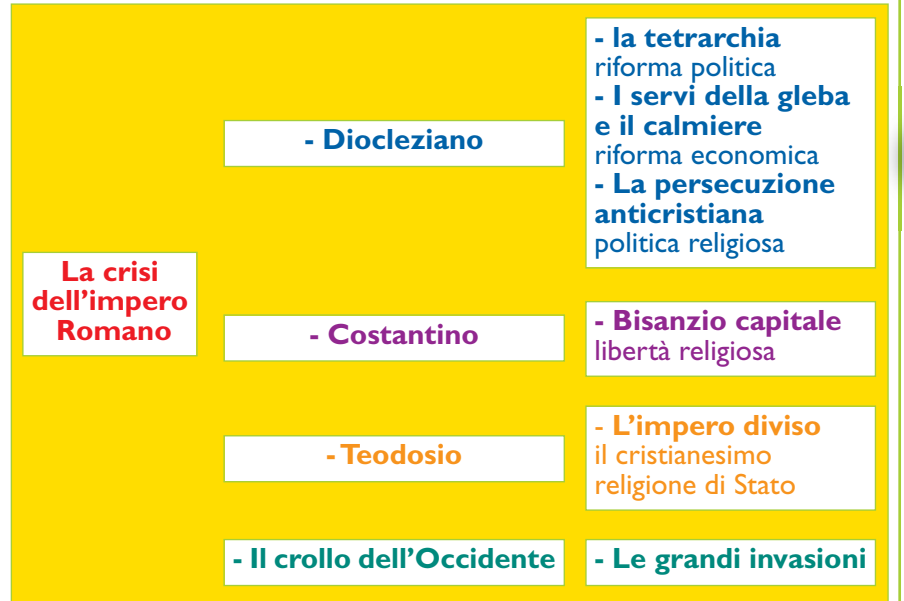 La crisi
dell'impero
Romano
- Diocleziano
- la tetrarchia
riforma politica
- I servi della gleba
e il calmiere
riforma economica
- La persecuzione
anticristiana
politica religiosa
- Costantino
- Bisanzio capitale
libertà religiosa
- Teodosio
- L'impero diviso
il cristianesimo
religione di Stato
- Il crollo dell'Occidente
- Le grandi invasioni